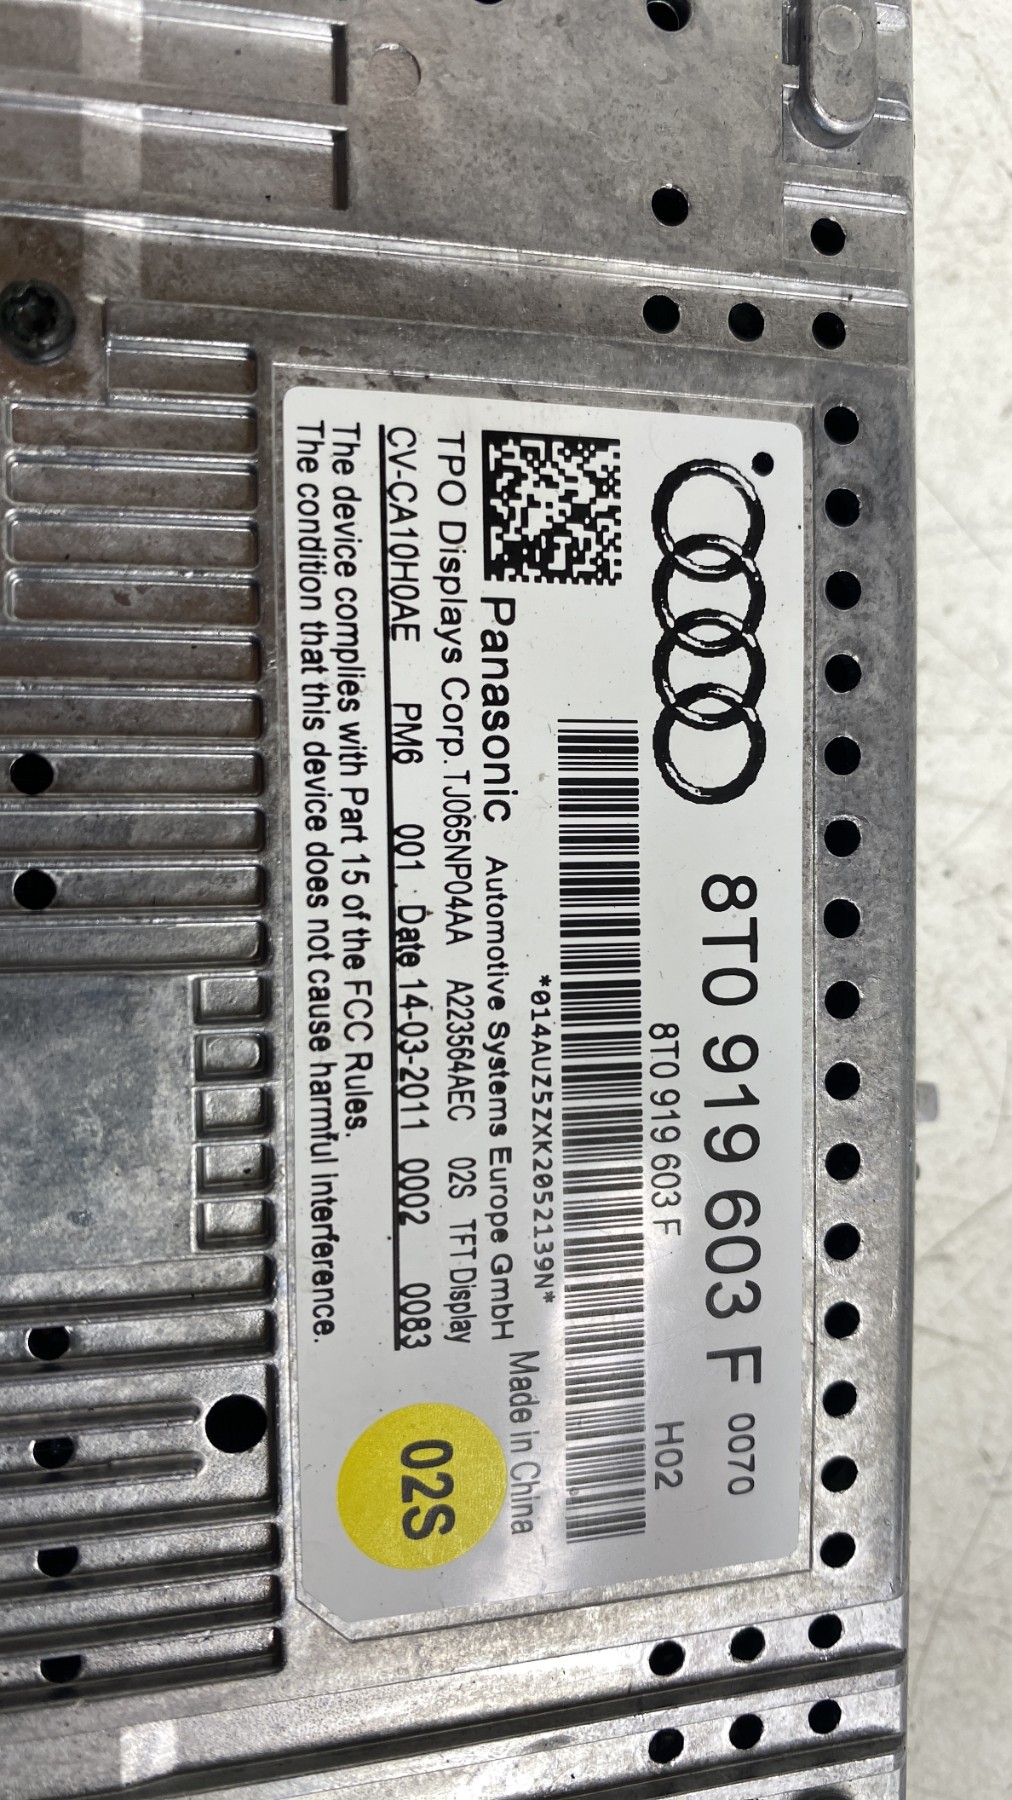 8T0 919 603 F 0070
8T0 919 603 F H02
*014AUZ5ZXK2052139N*
Panasonic Automotive Systems Europe GmbH Made in China
TPO Displays Corp. TJ065NP04AA A223564AEC 02S TFT Display
CV-CA10H0AE PM6 001 Date 14-03-2011 0002 0083
The device complies with Part 15 of the FCC Rules.
The condition that this device does not cause harmful Interference.
02S